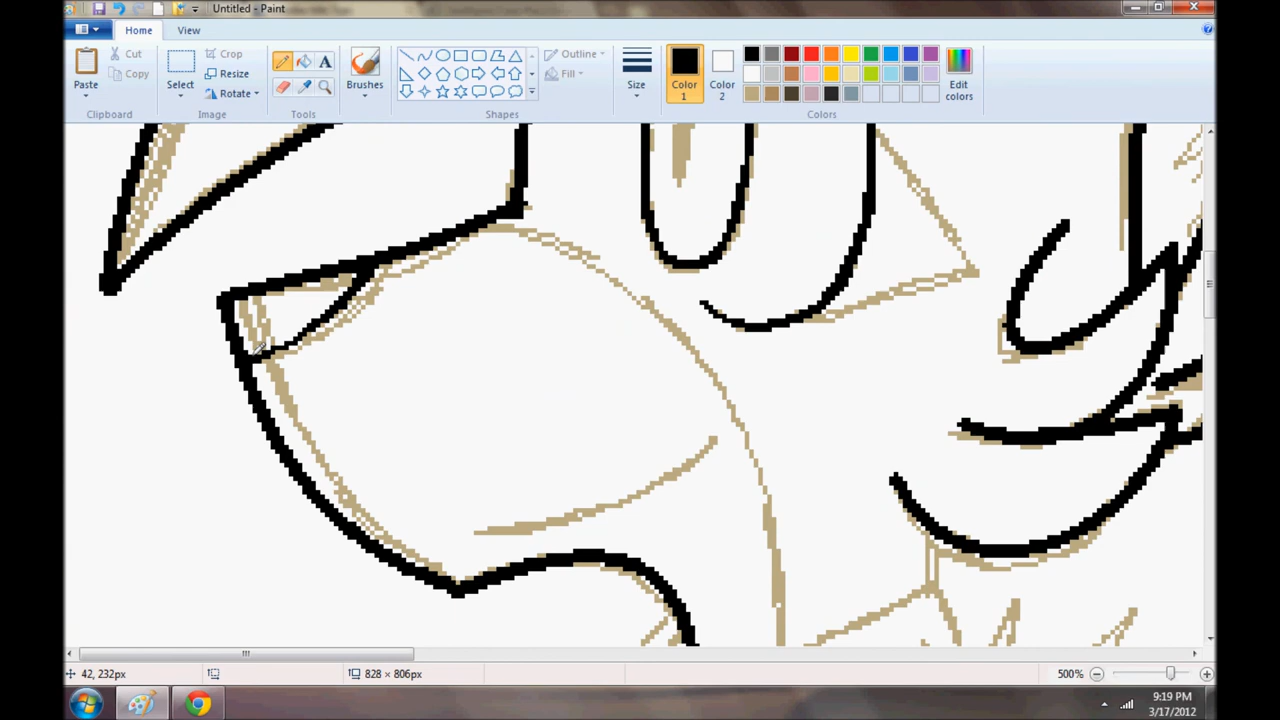 Untitled - Paint
Home View
Paste Cut Copy Select Crop Resize Rotate A Brushes Outline Fill Size Color 1 Color 2 Edit colors
Clipboard Image Tools Shapes Colors
42, 232px 828 × 806px 500%
9:19 PM
3/17/2012